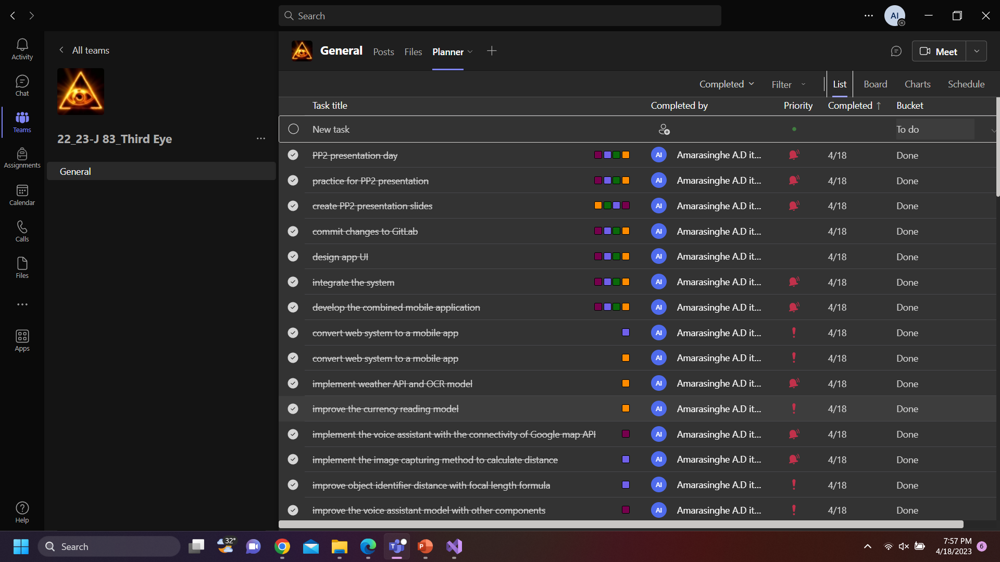 Search
AI
Activity
Chat
Teams
Assignments
Calendar
Calls
Files
Apps
Help
All teams
22_23-J 83_Third Eye
General
General Posts Files Planner
Meet
Completed Filter List Board Charts Schedule
Task title Completed by Priority Completed Bucket
New task To do
PP2 presentation day AI Amarasinghe A.D it... 4/18 Done
practice for PP2 presentation AI Amarasinghe A.D it... 4/18 Done
create PP2 presentation slides AI Amarasinghe A.D it... 4/18 Done
commit changes to GitLab AI Amarasinghe A.D it... 4/18 Done
design app UI AI Amarasinghe A.D it... 4/18 Done
integrate the system AI Amarasinghe A.D it... 4/18 Done
develop the combined mobile application AI Amarasinghe A.D it... 4/18 Done
convert web system to a mobile app AI Amarasinghe A.D it... 4/18 Done
convert web system to a mobile app AI Amarasinghe A.D it... 4/18 Done
implement weather API and OCR model AI Amarasinghe A.D it... 4/18 Done
improve the currency reading model AI Amarasinghe A.D it... 4/18 Done
implement the voice assistant with the connectivity of Google map API AI Amarasinghe A.D it... 4/18 Done
implement the image capturing method to calculate distance AI Amarasinghe A.D it... 4/18 Done
improve object identifier distance with focal length formula AI Amarasinghe A.D it... 4/18 Done
improve the voice assistant model with other components AI Amarasinghe A.D it... 4/18 Done
Search
32°
7:57 PM
4/18/2023
6